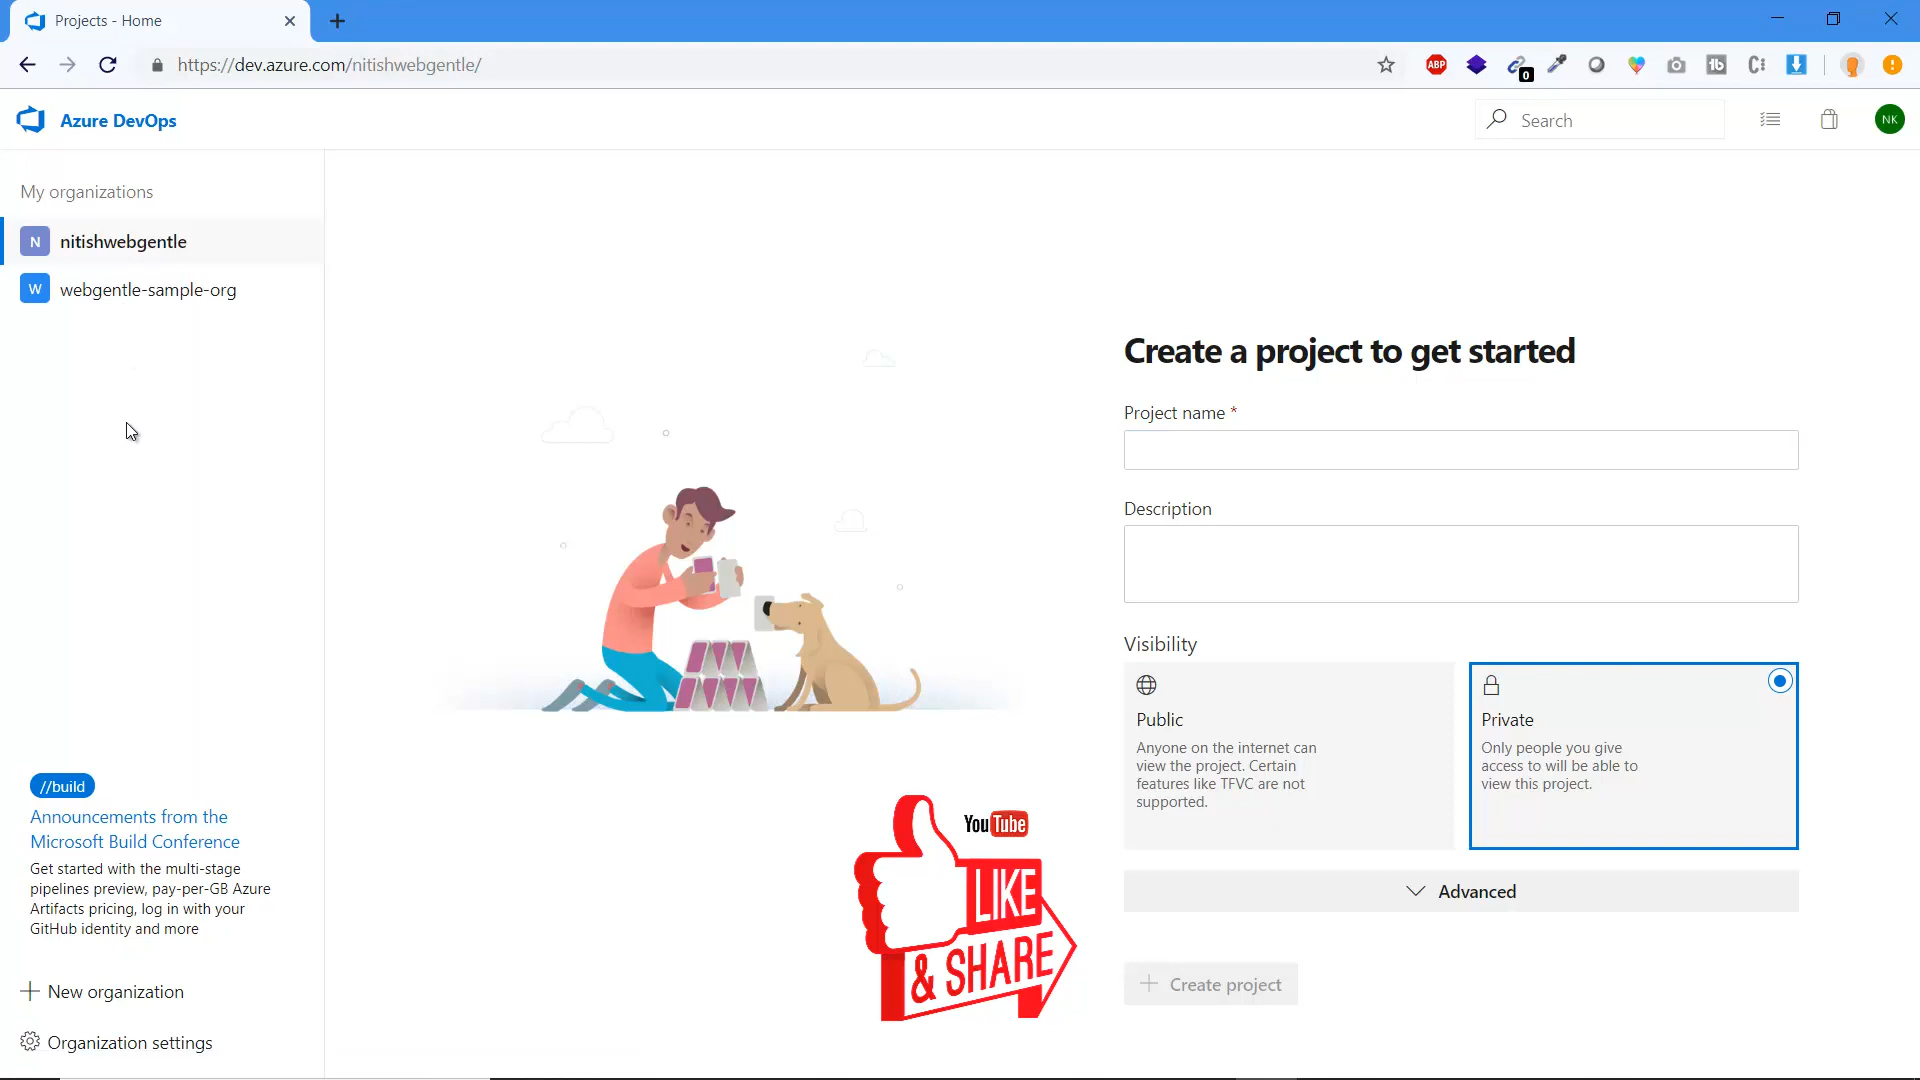 Projects - Home
https://dev.azure.com/nitishwebgentle/
ABP
0
1b
C
!
Azure DevOps
Search
NK
My organizations
N nitishwebgentle
W webgentle-sample-org
Create a project to get started
Project name *
Description
Visibility
Public
Anyone on the internet can
view the project. Certain
features like TFVC are not
supported.
Private
Only people you give
access to will be able to
view this project.
Advanced
Create project
YouTube
LIKE
& SHARE
//build
Announcements from the
Microsoft Build Conference
Get started with the multi-stage
pipelines preview, pay-per-GB Azure
Artifacts pricing, log in with your
GitHub identity and more
New organization
Organization settings